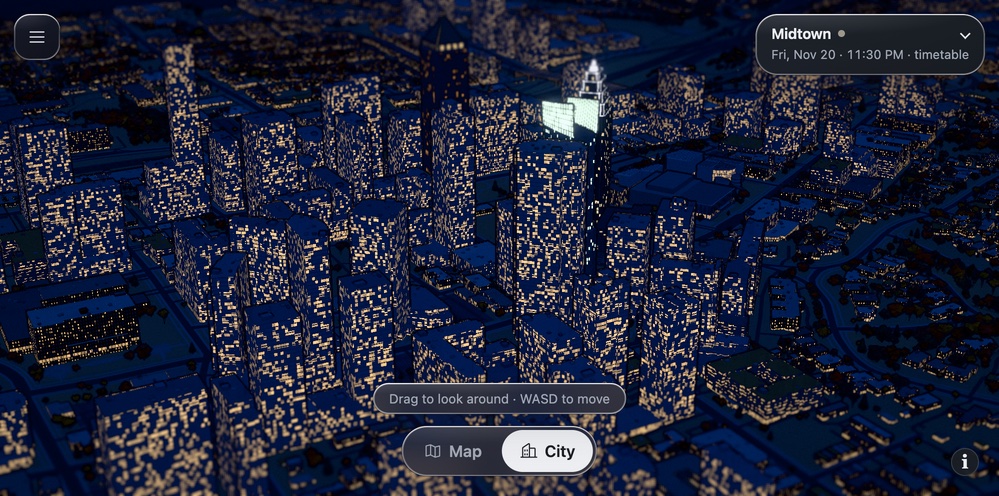 Midtown
Fri, Nov 20 · 11:30 PM · timetable
Drag to look around · WASD to move
Map
City